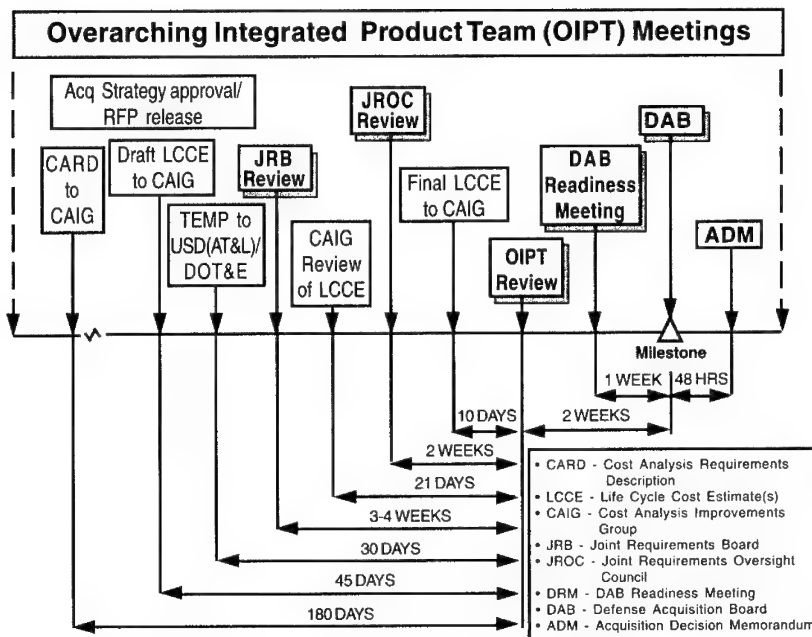 Overarching Integrated Product Team (OIPT) Meetings
Acq Strategy approval/
RFP release
JROC
Review
DAB
CARD
to
CAIG
Draft LCCE
to CAIG
JRB
Review
Final LCCE
to CAIG
DAB
Readiness
Meeting
TEMP to
USD(AT&L)/
DOT&E
CAIG
Review
of LCCE
OIPT
Review
ADM
Milestone
1 WEEK
48 HRS
10 DAYS
2 WEEKS
2 WEEKS
21 DAYS
3-4 WEEKS
30 DAYS
45 DAYS
180 DAYS
• CARD - Cost Analysis Requirements
Description
• LCCE - Life Cycle Cost Estimate(s)
• CAIG - Cost Analysis Improvements
Group
• JRB - Joint Requirements Board
• JROC - Joint Requirements Oversight
Council
• DRM - DAB Readiness Meeting
• DAB - Defense Acquisition Board
• ADM - Acquisition Decision Memorandum